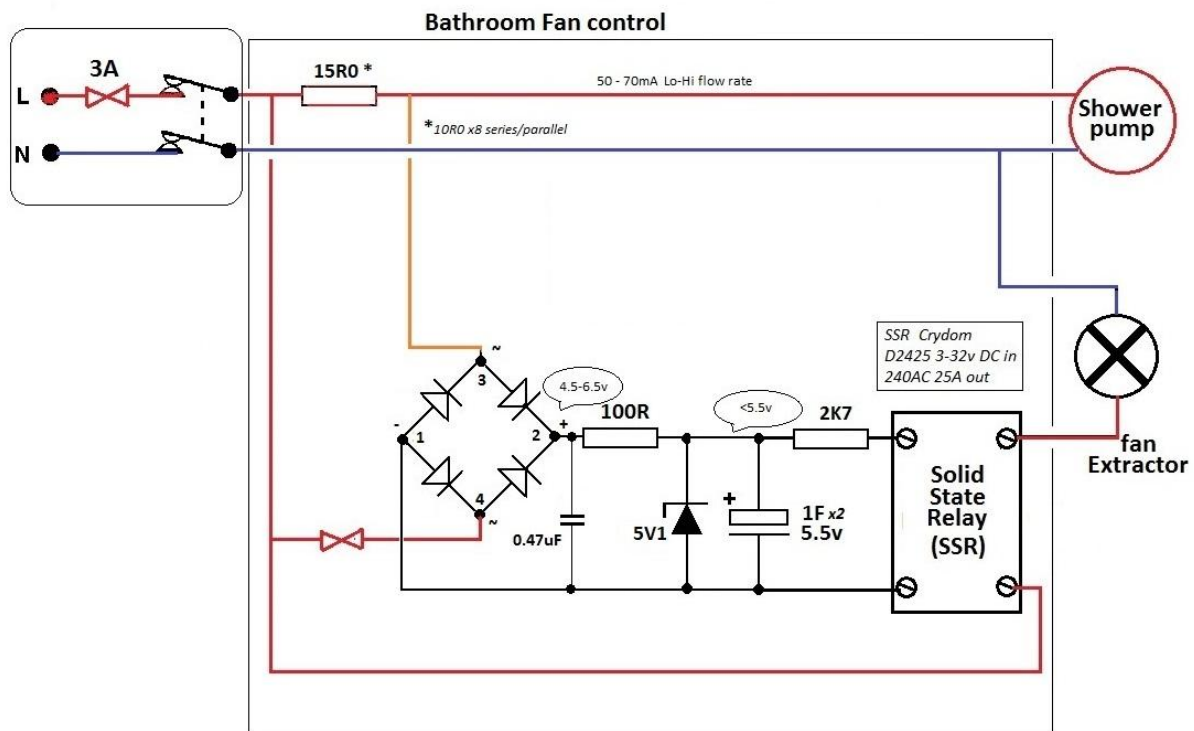 Bathroom Fan control
3A
15R0 *
50 - 70mA Lo-Hi flow rate
L
*10R0 x8 series/parallel
Shower
pump
N
SSR Crydom
D2425 3-32v DC in
240AC 25A out
~
3
4.5-6.5v
100R
<5.5v
2K7
-
1
2
+
fan
Extractor
4
~
0.47uF
5V1
+
1F x2
5.5v
Solid
State
Relay
(SSR)